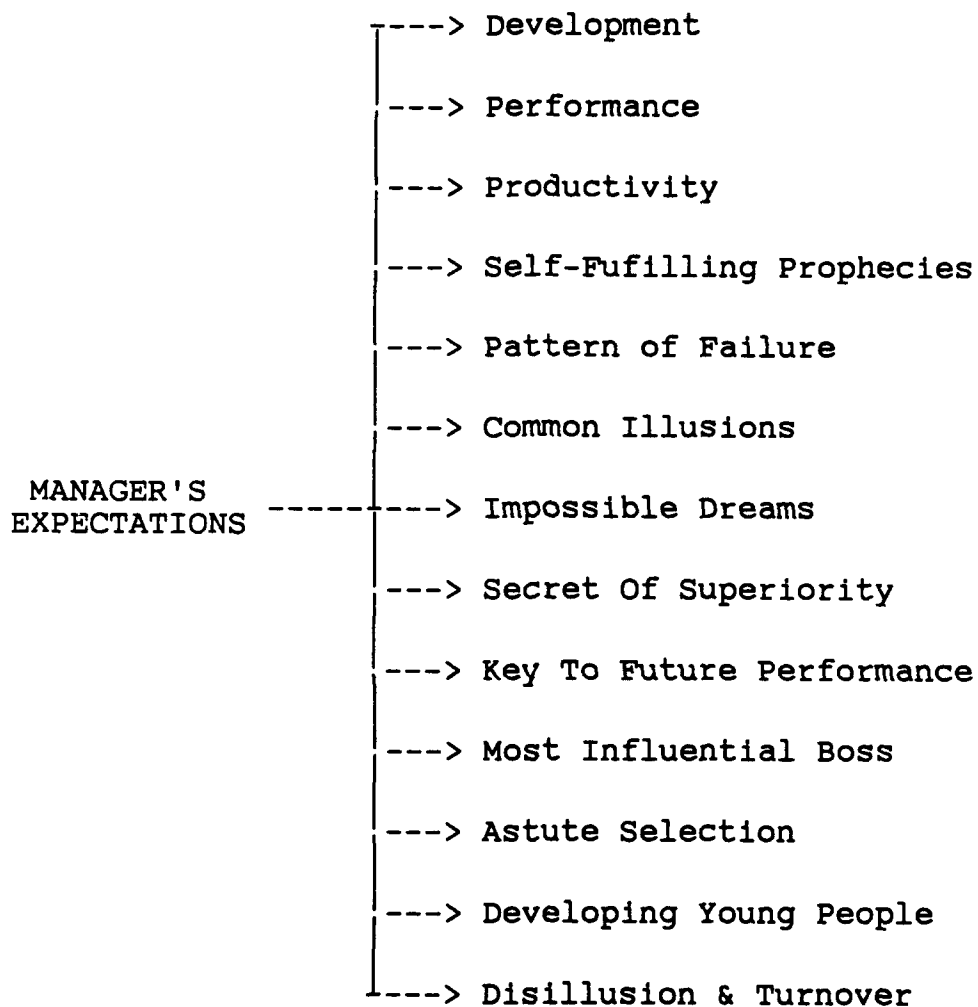 Development
Performance
Productivity
Self-Fufilling Prophecies
Pattern of Failure
Common Illusions
MANAGER'S
EXPECTATIONS
Impossible Dreams
Secret Of Superiority
Key To Future Performance
Most Influential Boss
Astute Selection
Developing Young People
Disillusion & Turnover